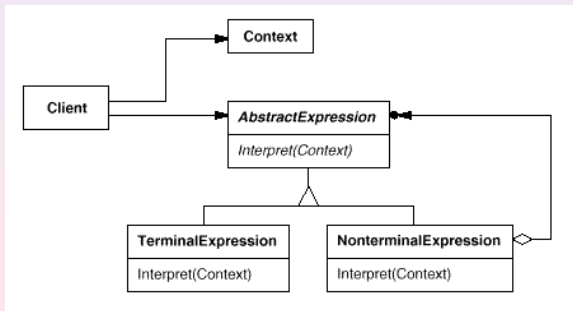 Context
Client
AbstractExpression
Interpret(Context)
TerminalExpression
Interpret(Context)
NonterminalExpression
Interpret(Context)